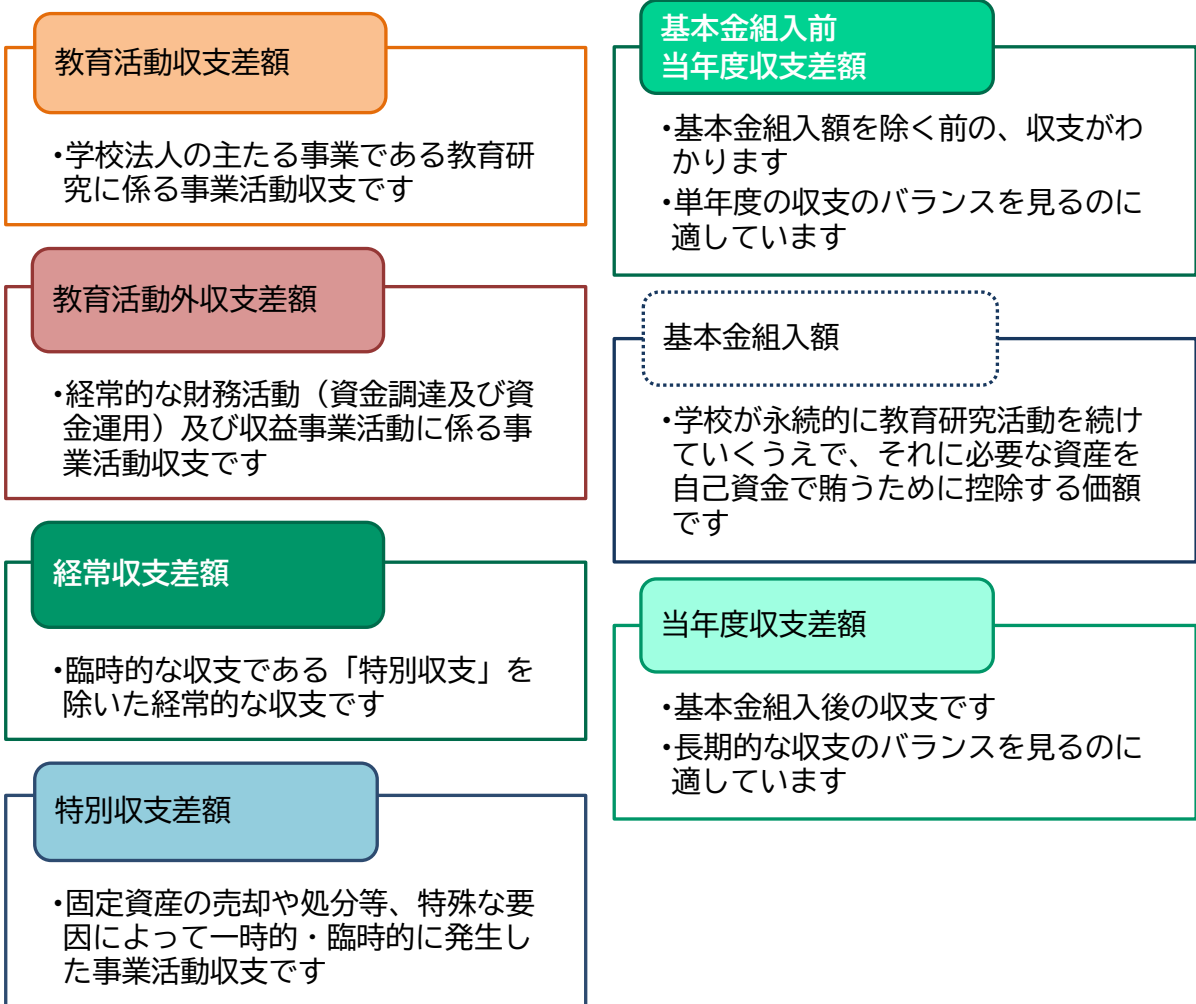 教育活動収支差額
・学校法人の主たる事業である教育研
究に係る事業活動収支です
教育活動外収支差額
・経常的な財務活動（資金調達及び資
金運用）及び収益事業活動に係る事
業活動収支です
経常収支差額
・臨時的な収支である「特別収支」を
除いた経常的な収支です
特別収支差額
・固定資産の売却や処分等、特殊な要
因によって一時的・臨時的に発生し
た事業活動収支です
基本金組入前
当年度収支差額
・基本金組入額を除く前の、収支がわ
かります
・単年度の収支のバランスを見るのに
適しています
基本金組入額
・学校が永続的に教育研究活動を続け
ていくうえで、それに必要な資産を
自己資金で賄うために控除する価額
です
当年度収支差額
・基本金組入後の収支です
・長期的な収支のバランスを見るのに
適しています